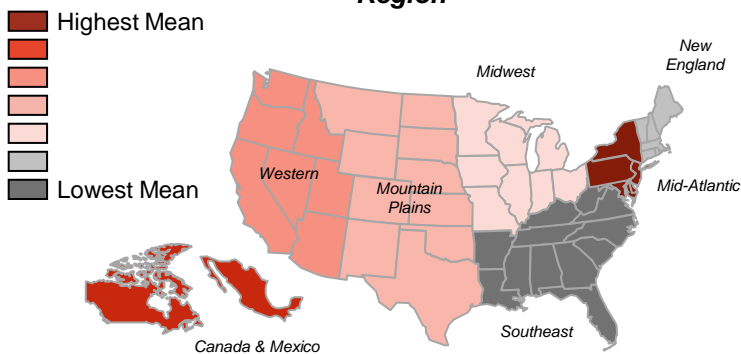 Region
Highest Mean
New
England
Midwest
Western
Mountain
Plains
Mid-Atlantic
Lowest Mean
Southeast
Canada & Mexico